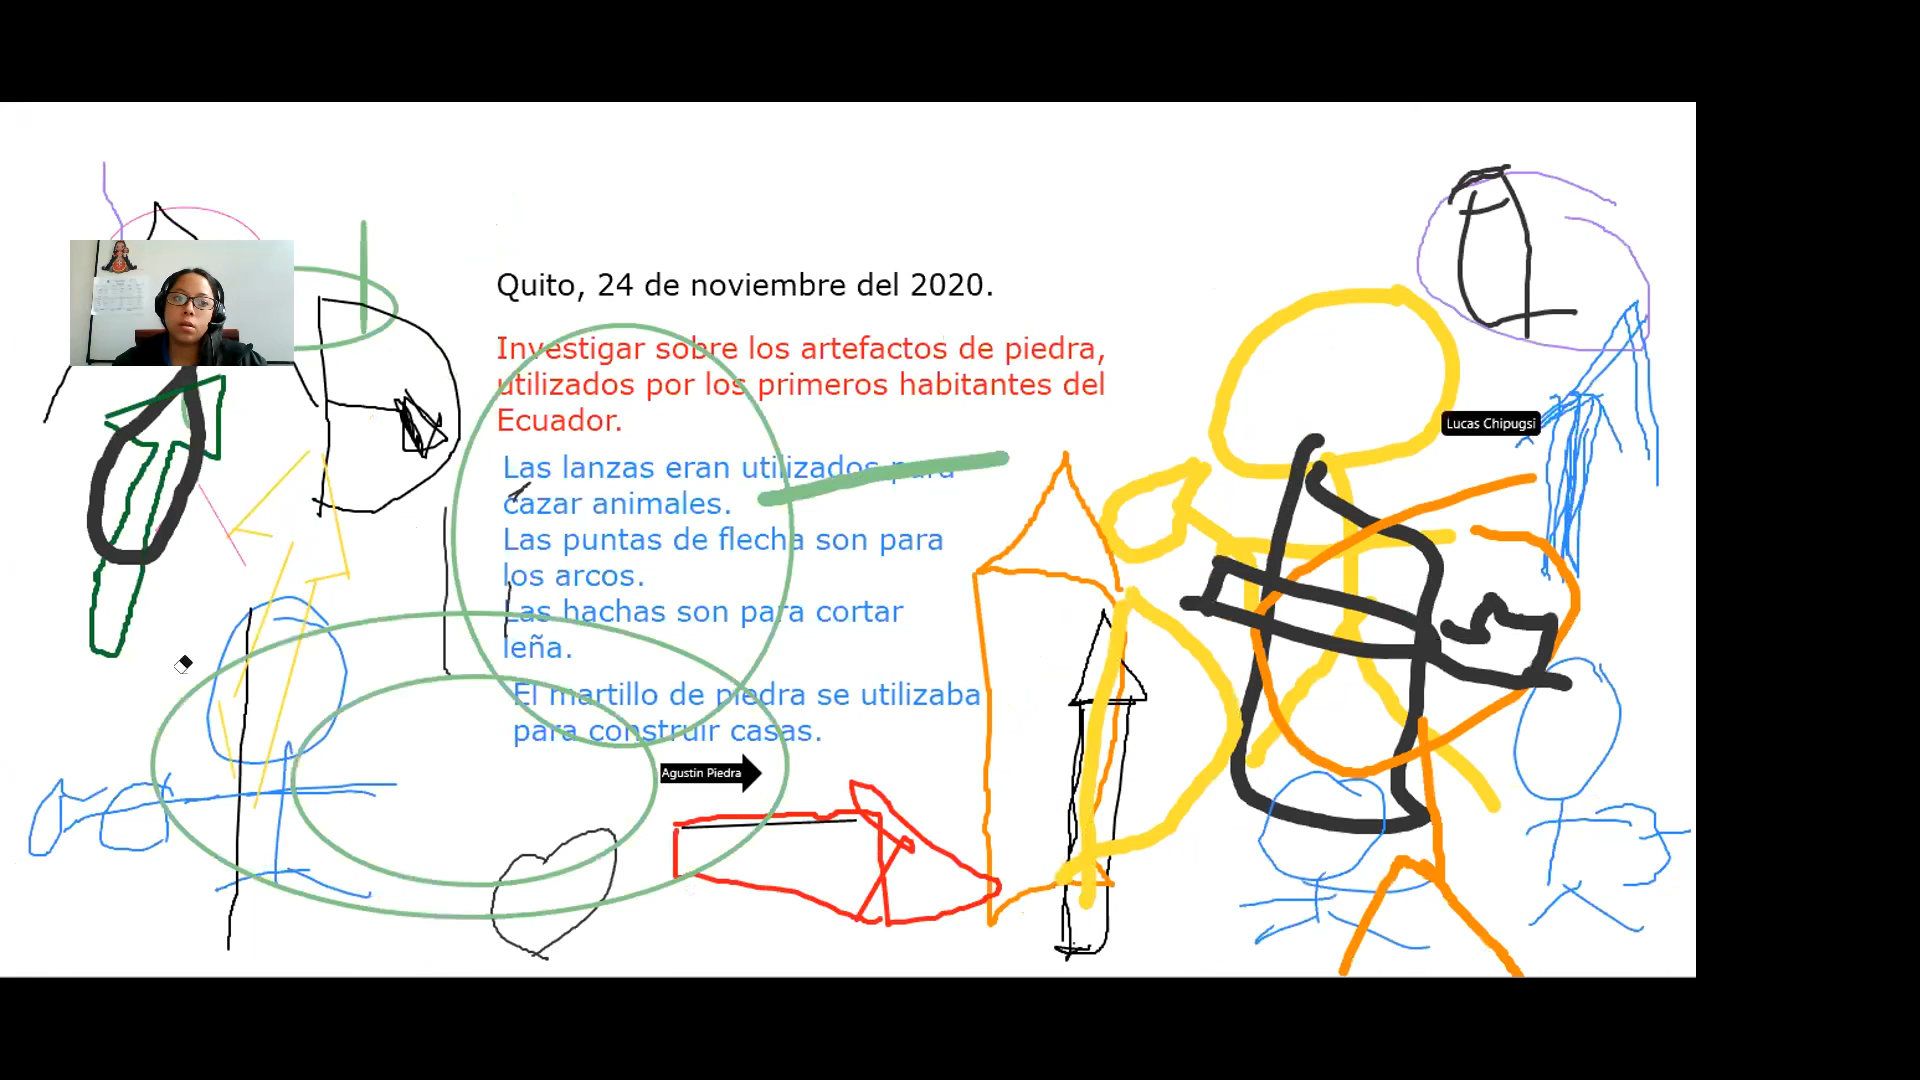 Quito, 24 de noviembre del 2020.
Investigar sobre los artefactos de piedra,
utilizados por los primeros habitantes del
Ecuador.
Lucas Chipugsi
Las lanzas eran utilizados para
cazar animales.
Las puntas de flecha son para
los arcos.
Las hachas son para cortar
leña.
El martillo de piedra se utilizaba
para construir casas.
Agustin Piedra